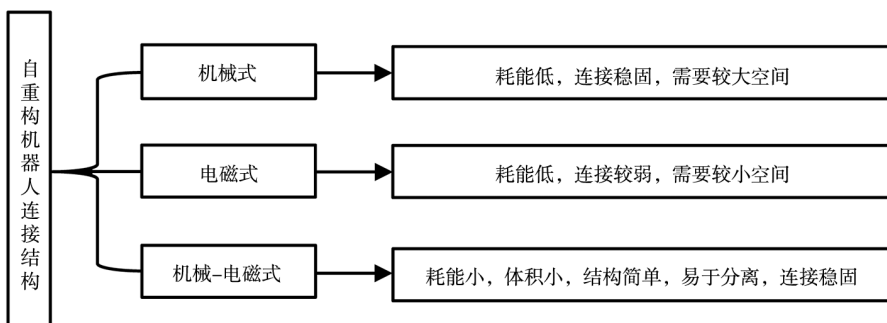 自重构机器人连接结构
机械式
耗能低，连接稳固，需要较大空间
电磁式
耗能低，连接较弱，需要较小空间
机械-电磁式
耗能小，体积小，结构简单，易于分离，连接稳固